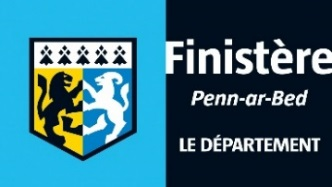 Finistère
Penn-ar-Bed
LE DÉPARTEMENT